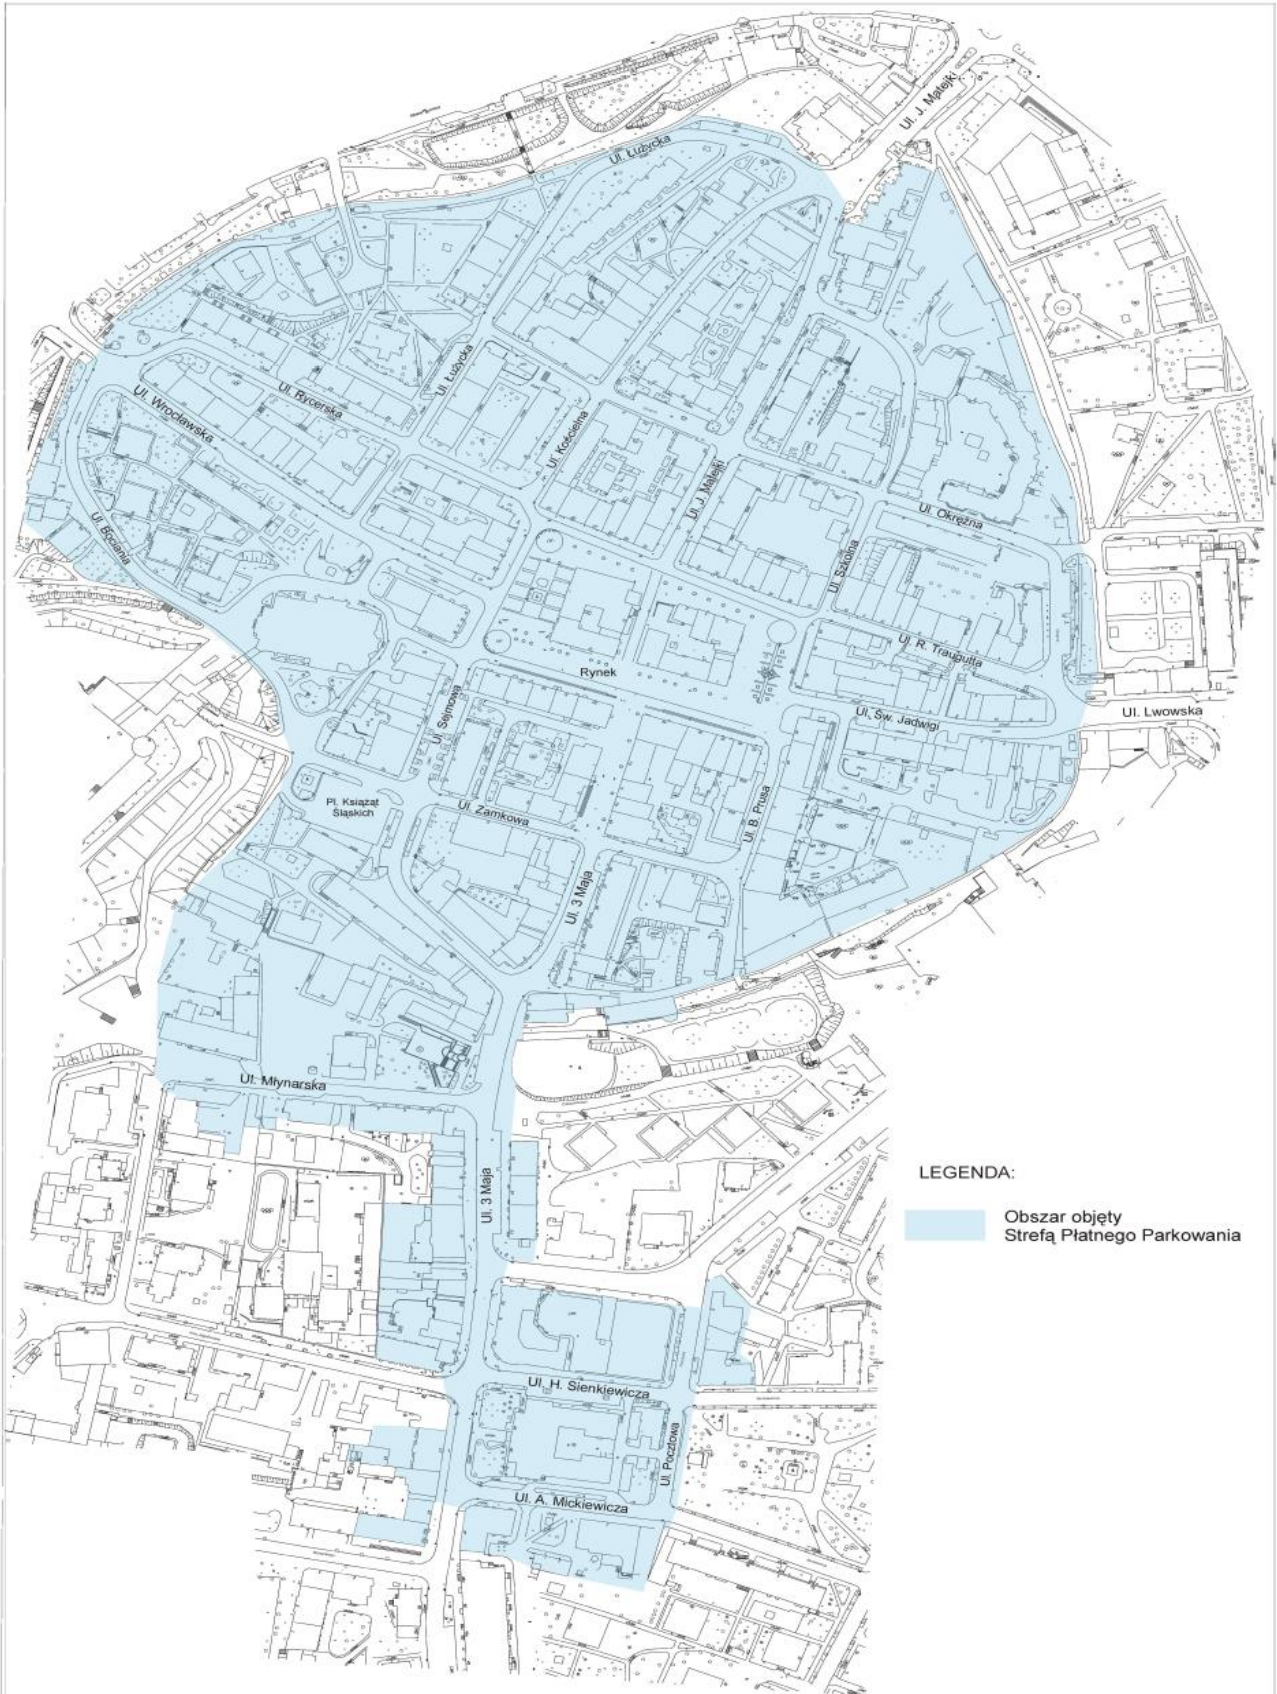 Ul. J. Matejki
Ul. Łużycka
Ul. Łużycka
Ul. Rycerska
Ul. Wrocławska
Ul. Kościelna
Ul. J. Matejki
Ul. Bociania
Ul. Okrężna
Ul. Szkolna
Ul. R. Traugutta
Rynek
Ul. Sejmowa
Ul. Św. Jadwigi
Ul. Lwowska
Pl. Książąt
Śląskich
Ul. Zamkowa
Ul. B. Prusa
Ul. 3 Maja
Ul. Młynarska
Ul. 3 Maja
LEGENDA:
Obszar objęty
Strefą Płatnego Parkowania
Ul. H. Sienkiewicza
Ul. Pocztowa
Ul. A. Mickiewicza